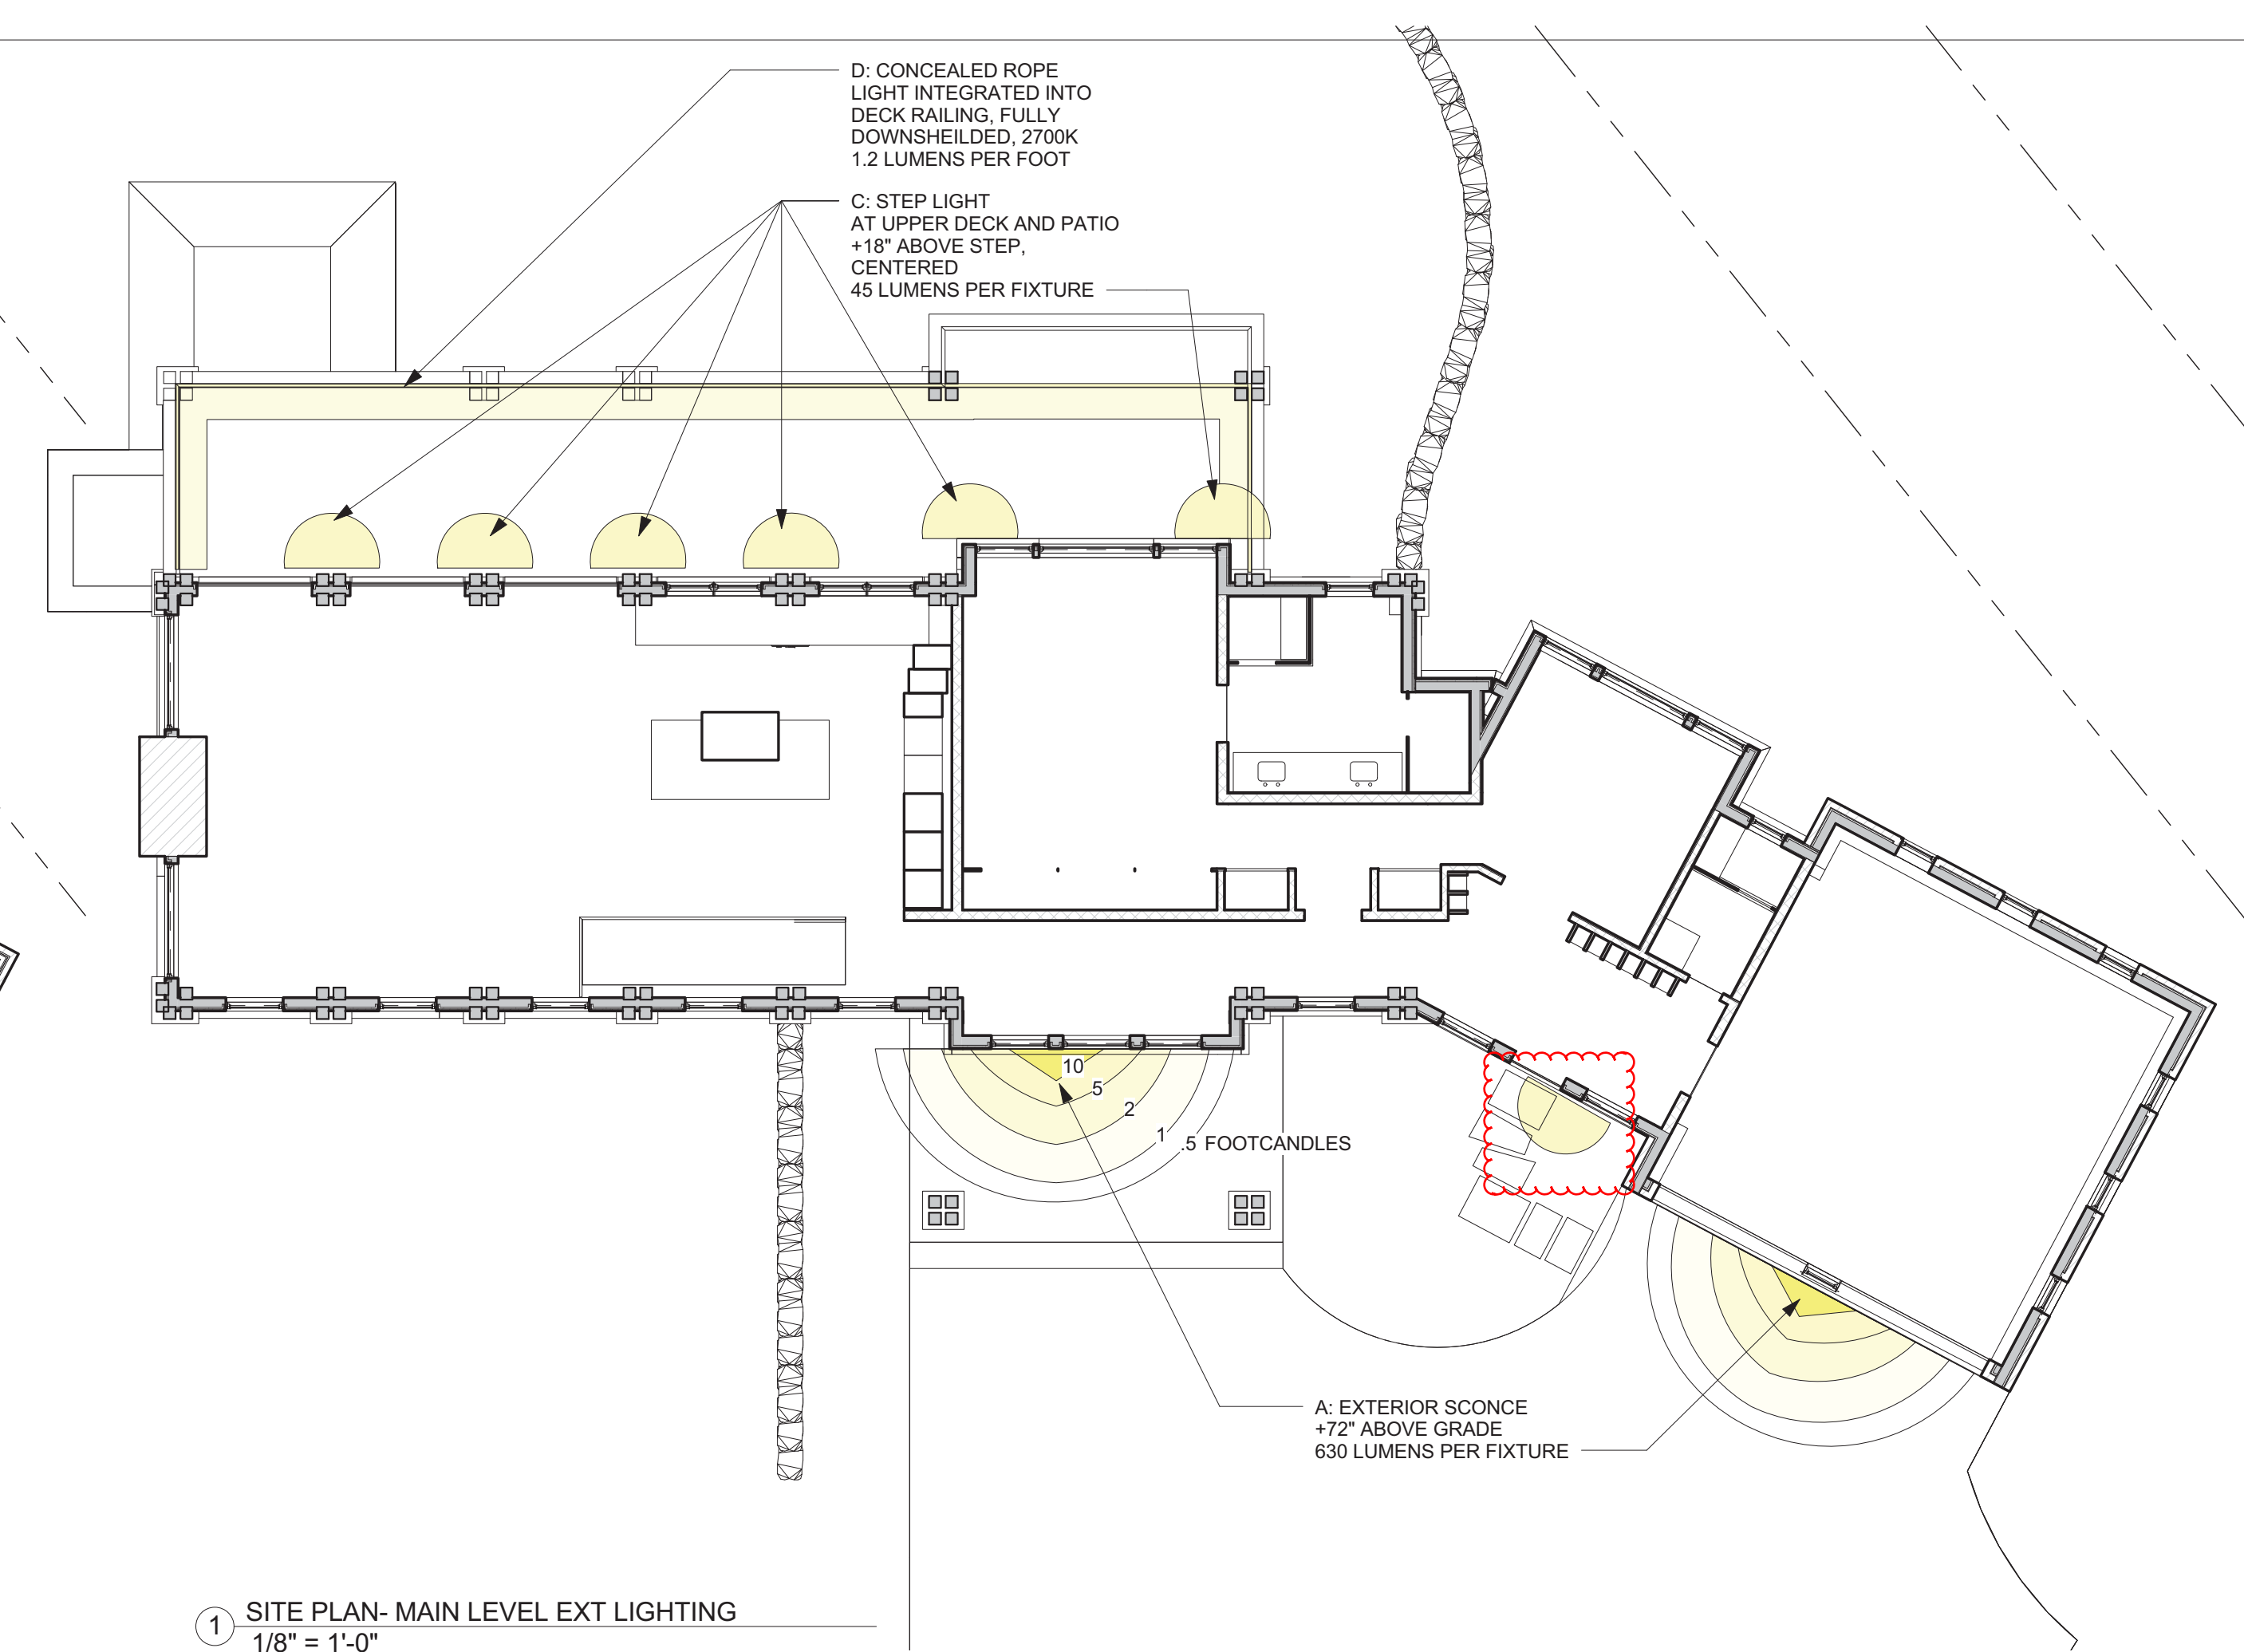 D: CONCEALED ROPE
LIGHT INTEGRATED INTO
DECK RAILING, FULLY
DOWNSHEILDED, 2700K
1.2 LUMENS PER FOOT
C: STEP LIGHT
AT UPPER DECK AND PATIO
+18" ABOVE STEP,
CENTERED
45 LUMENS PER FIXTURE
10
5
2
1
.5 FOOTCANDLES
A: EXTERIOR SCONCE
+72" ABOVE GRADE
630 LUMENS PER FIXTURE
1
SITE PLAN- MAIN LEVEL EXT LIGHTING
1/8" = 1'-0"